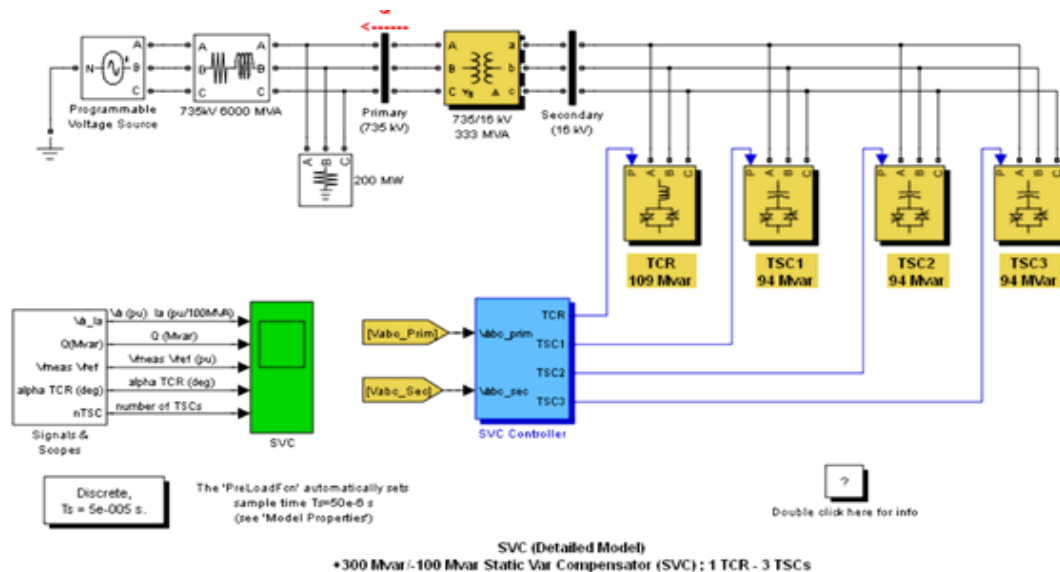 A
B
C
N
A
B
C
A
B
C
A
B
C
a
b
c
Programmable
Voltage Source
735kV 6000 MVA
Primary
(735 kV)
735/16 kV
333 MVA
Secondary
(16 kV)
A
B
C
200 MW
P
A
B
C
P
A
B
C
P
A
B
C
P
A
B
C
TCR
109 Mvar
TSC1
94 Mvar
TSC2
94 Mvar
TSC3
94 MVar
Va_Ia
Va (pu) Ia (pu/100MVA)
Q(Mvar)
Q (Mvar)
Vmeas Vref
Vmeas Vref (pu)
alpha TCR (deg)
alpha TCR (deg)
nTSC
number of TSCs
Signals &
Scopes
SVC
[Vabc_Prim]
[Vabc_Sec]
Vabc_prim
Vabc_sec
TCR
TSC1
TSC2
TSC3
SVC Controller
Discrete,
Ts = 5e-005 s.
The 'PreLoadFcn' automatically sets
sample time Ts=50e-6 s
(see 'Model Properties')
?
Double click here for info
SVC (Detailed Model)
+300 Mvar/-100 Mvar Static Var Compensator (SVC) ; 1 TCR - 3 TSCs